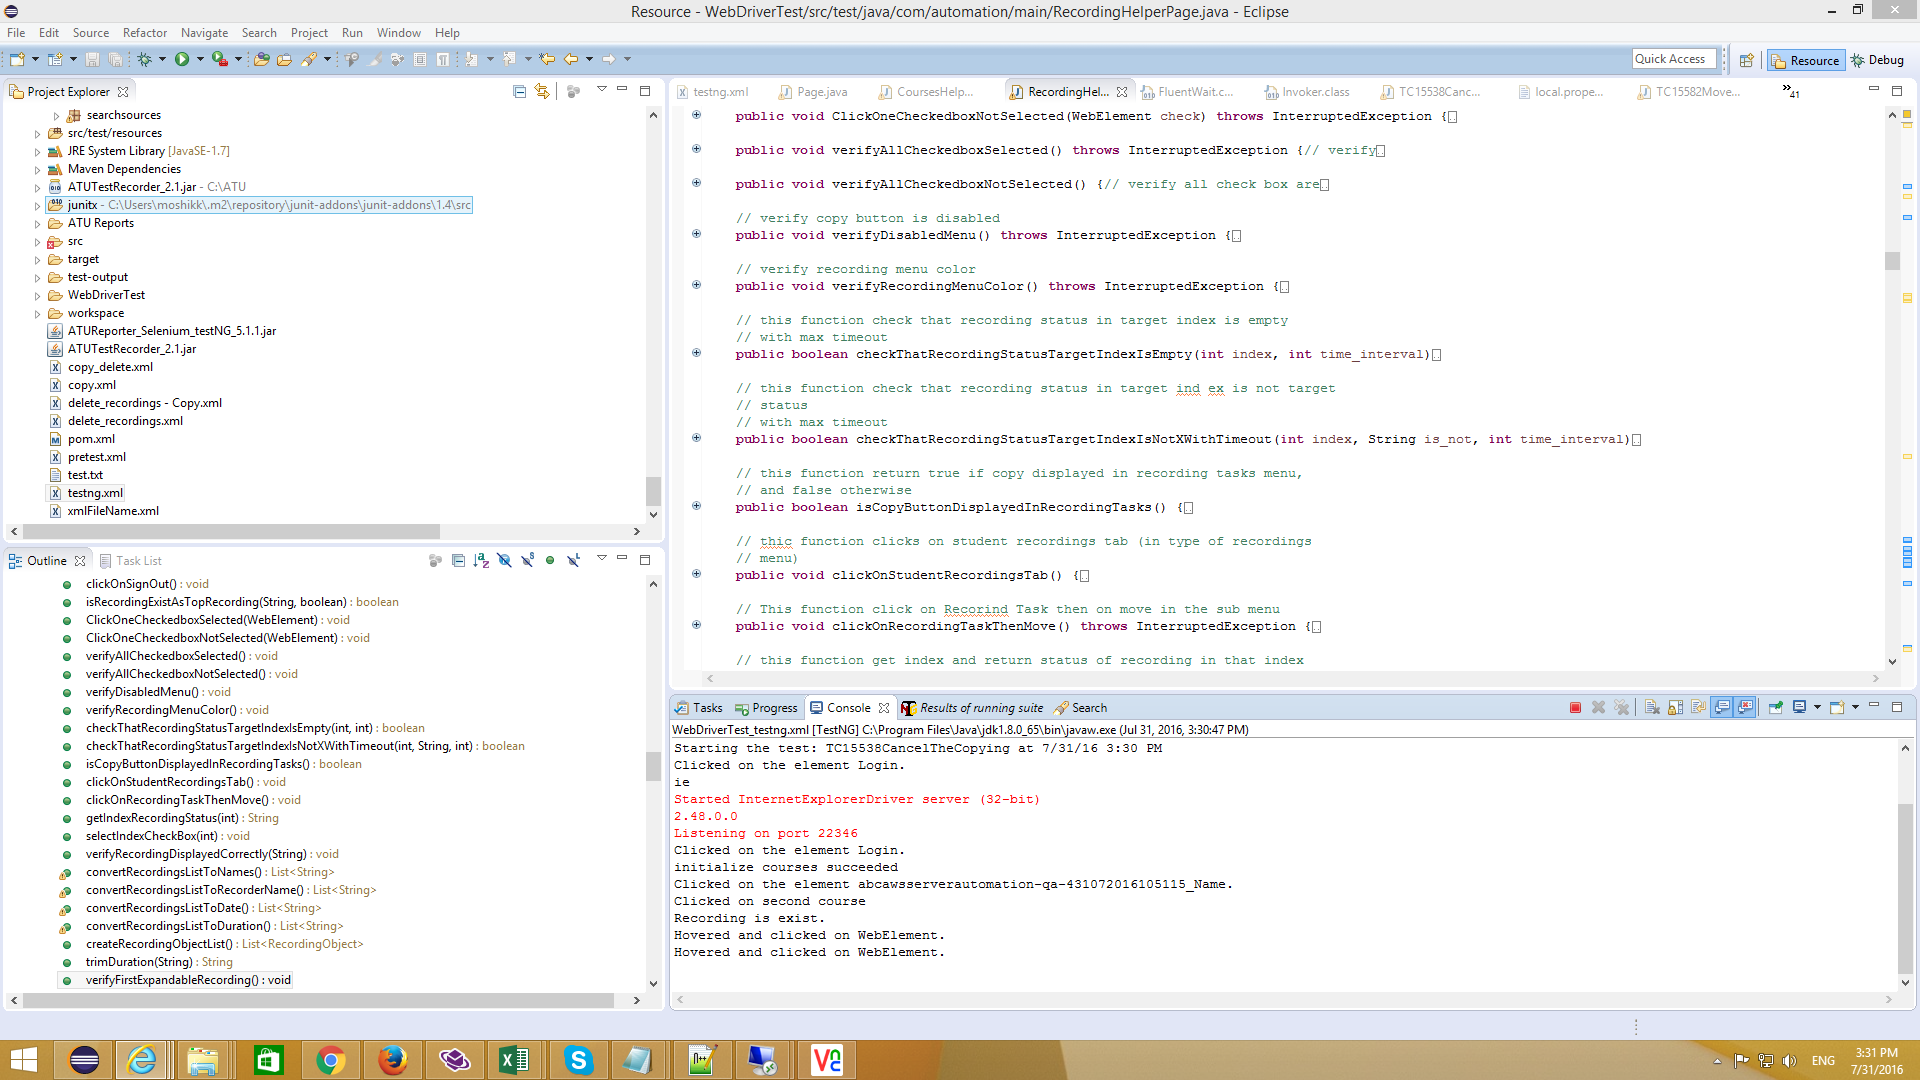 Resource - WebDriverTest/src/test/java/com/automation/main/RecordingHelperPage.java - Eclipse
File Edit Source Refactor Navigate Search Project Run Window Help
Quick Access
Resource
Debug
Project Explorer
searchsources
src/test/resources
JRE System Library [JavaSE-1.7]
Maven Dependencies
ATUTestRecorder_2.1.jar - C:\ATU
junitx - C:\Users\moshikk\.m2\repository\junit-addons\junit-addons\1.4\src
ATU Reports
src
target
test-output
WebDriverTest
workspace
ATUReporter_Selenium_testNG_5.1.1.jar
ATUTestRecorder_2.1.jar
copy_delete.xml
copy.xml
delete_recordings - Copy.xml
delete_recordings.xml
pom.xml
pretest.xml
test.txt
testng.xml
xmlFileName.xml
Outline
Task List
clickOnSignOut() : void
isRecordingExistAsTopRecording(String, boolean) : boolean
ClickOneCheckedboxSelected(WebElement) : void
ClickOneCheckedboxNotSelected(WebElement) : void
verifyAllCheckedboxSelected() : void
verifyAllCheckedboxNotSelected() : void
verifyDisabledMenu() : void
verifyRecordingMenuColor() : void
checkThatRecordingStatusTargetIndexIsEmpty(int, int) : boolean
checkThatRecordingStatusTargetIndexIsNotXWithTimeout(int, String, int) : boolean
isCopyButtonDisplayedInRecordingTasks() : boolean
clickOnStudentRecordingsTab() : void
clickOnRecordingTaskThenMove() : void
getIndexRecordingStatus(int) : String
selectIndexCheckBox(int) : void
verifyRecordingDisplayedCorrectly(String) : void
convertRecordingsListToNames() : List<String>
convertRecordingsListToRecorderName() : List<String>
convertRecordingsListToDate() : List<String>
convertRecordingsListToDuration() : List<String>
createRecordingObjectList() : List<RecordingObject>
trimDuration(String) : String
verifyFirstExpandableRecording() : void
testng.xml Page.java CoursesHelp... RecordingHel... FluentWait.c... Invoker.class TC15538Canc... local.prope... TC15582Move... »41
public void ClickOneCheckedboxNotSelected(WebElement check) throws InterruptedException {
public void verifyAllCheckedboxSelected() throws InterruptedException {// verify
public void verifyAllCheckedboxNotSelected() {// verify all check box are
// verify copy button is disabled
public void verifyDisabledMenu() throws InterruptedException {
// verify recording menu color
public void verifyRecordingMenuColor() throws InterruptedException {
// this function check that recording status in target index is empty
// with max timeout
public boolean checkThatRecordingStatusTargetIndexIsEmpty(int index, int time_interval)
// this function check that recording status in target ind ex is not target
// status
// with max timeout
public boolean checkThatRecordingStatusTargetIndexIsNotXWithTimeout(int index, String is_not, int time_interval)
// this function return true if copy displayed in recording tasks menu,
// and false otherwise
public boolean isCopyButtonDisplayedInRecordingTasks() {
// thic function clicks on student recordings tab (in type of recordings
// menu)
public void clickOnStudentRecordingsTab() {
// This function click on Recorind Task then on move in the sub menu
public void clickOnRecordingTaskThenMove() throws InterruptedException {
// this function get index and return status of recording in that index
Tasks Progress Console Results of running suite Search
WebDriverTest_testng.xml [TestNG] C:\Program Files\Java\jdk1.8.0_65\bin\javaw.exe (Jul 31, 2016, 3:30:47 PM)
Starting the test: TC15538CancelTheCopying at 7/31/16 3:30 PM
Clicked on the element Login.
ie
Started InternetExplorerDriver server (32-bit)
2.48.0.0
Listening on port 22346
Clicked on the element Login.
initialize courses succeeded
Clicked on the element abcawsserverautomation-qa-431072016105115_Name.
Clicked on second course
Recording is exist.
Hovered and clicked on WebElement.
Hovered and clicked on WebElement.
ENG
3:31 PM
7/31/2016